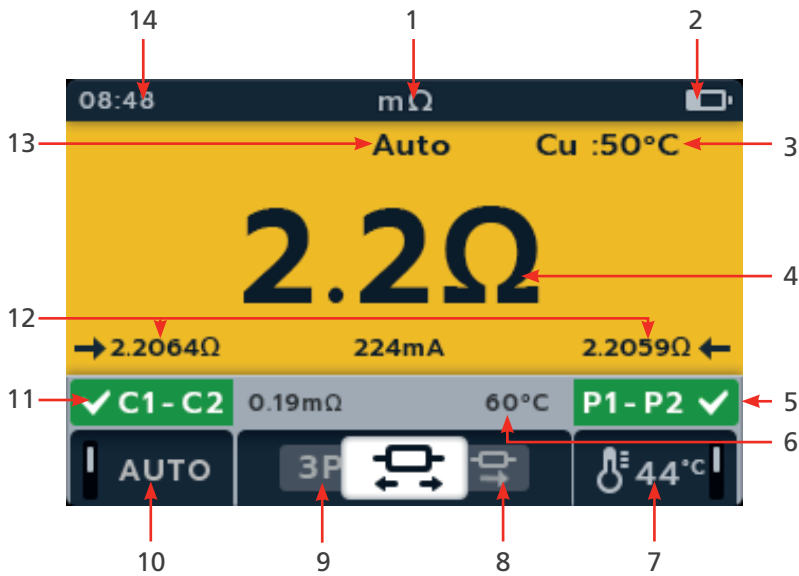 14 1 2
08:48 mΩ
13 Auto Cu :50°C 3
2.2Ω 4
12
2.2064Ω 224mA 2.2059Ω
11 C1-C2 0.19mΩ 60°C P1-P2 5
6
AUTO 3P 44°C
10 9 8 7